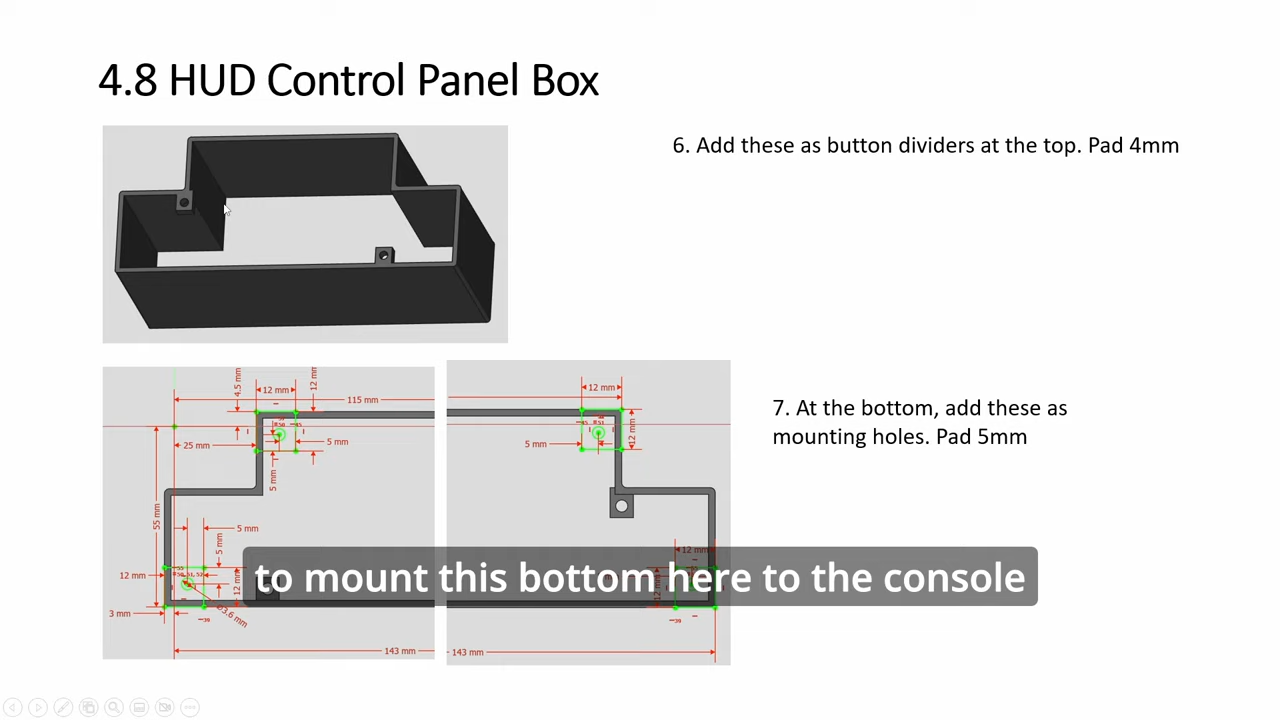 4.8 HUD Control Panel Box
6. Add these as button dividers at the top. Pad 4mm
4.5 mm
12 mm
12 m
115 mm
25 mm
5 mm
5 mm
55 mm
5 mm
5 mm
12 mm
12 mm
3 mm
Ø3.6 mm
143 mm
12 mm
5 mm
12 mm
12 mm
143 mm
7. At the bottom, add these as
mounting holes. Pad 5mm
to mount this bottom here to the console